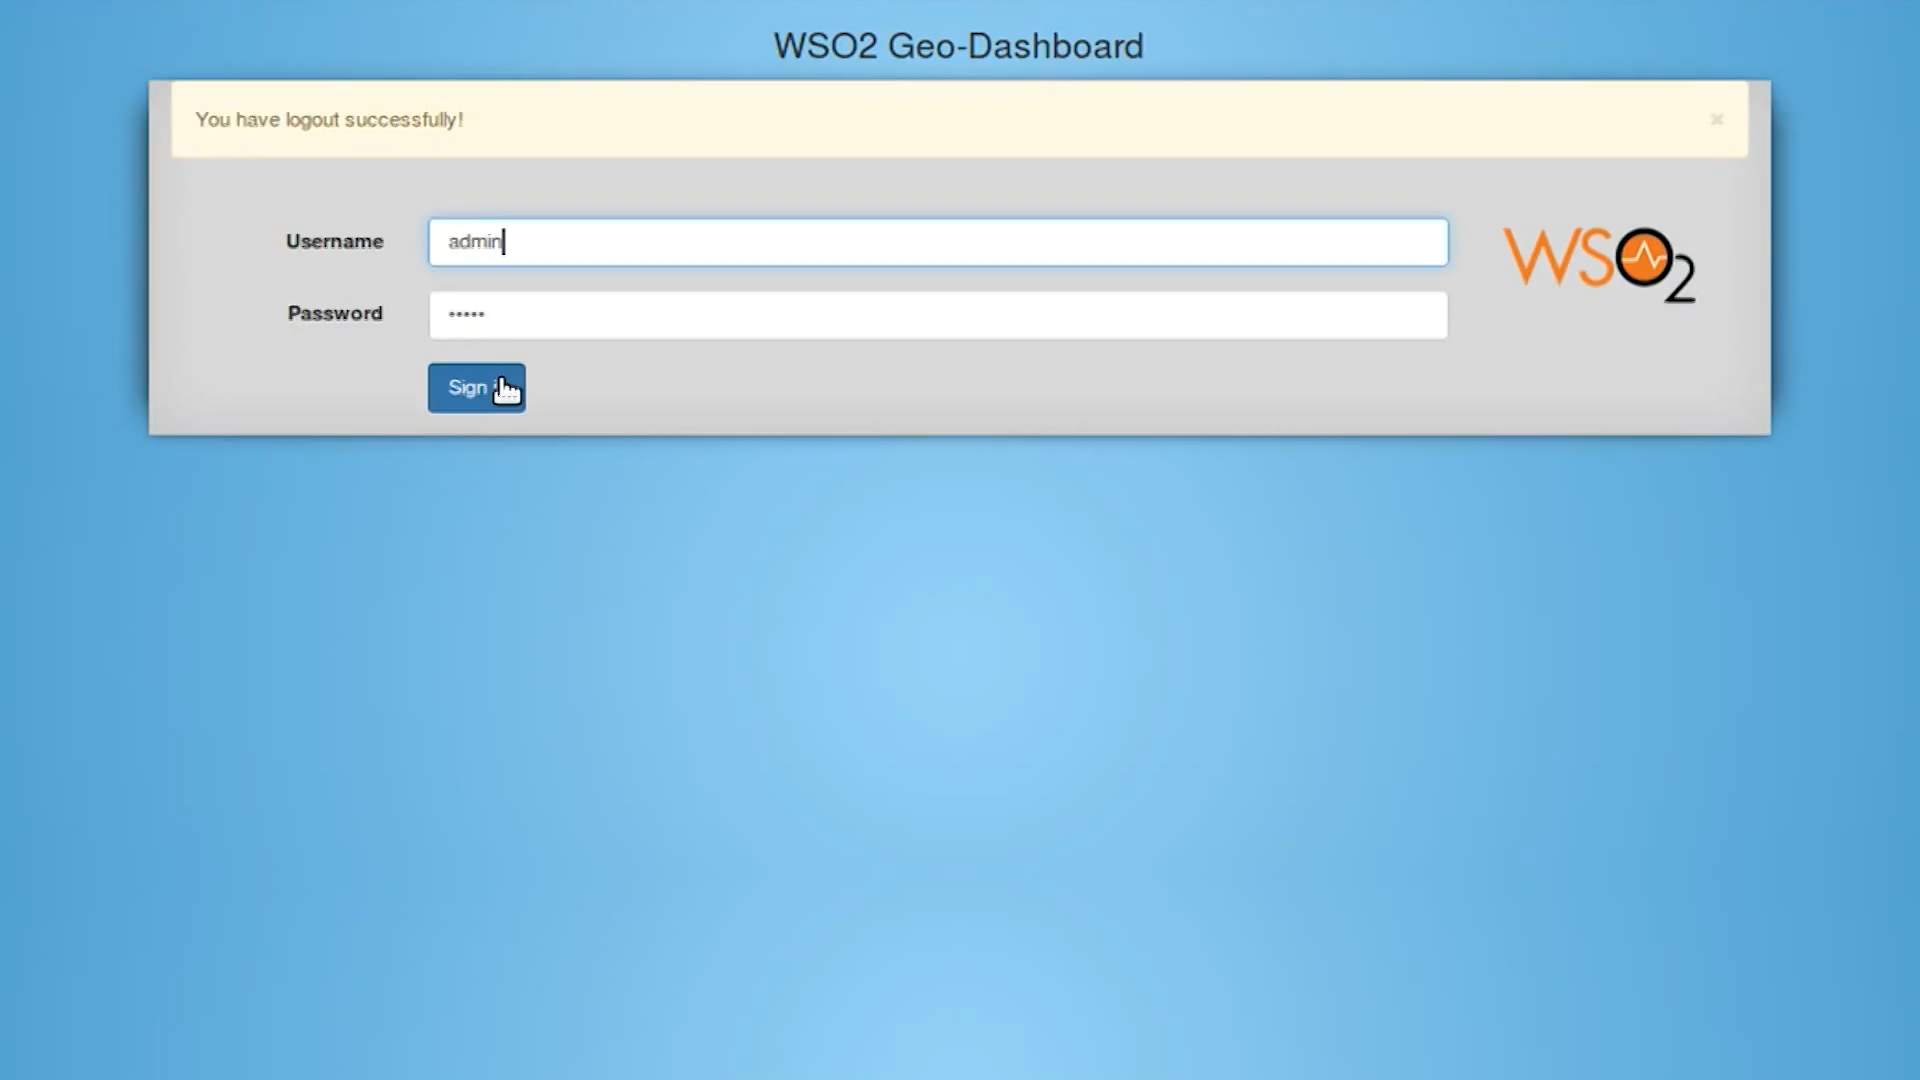 WSO2 Geo-Dashboard
You have logout successfully!
×
Username
admin
WSO2
Password
•••••
Sign